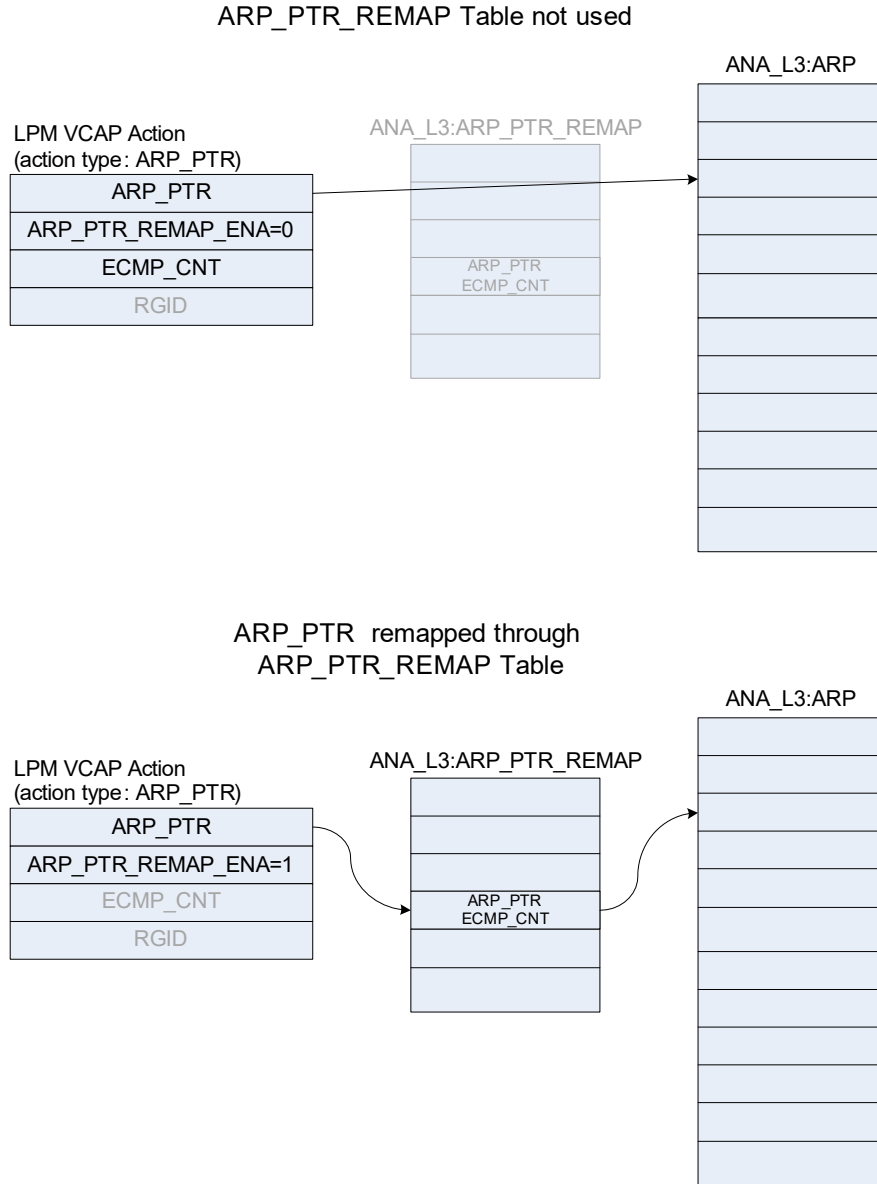 ARP_PTR_REMAP Table not used
ANA_L3:ARP
ANA_L3:ARP_PTR_REMAP
LPM VCAP Action
(action type: ARP_PTR)
ARP_PTR
ARP_PTR_REMAP_ENA=0
ECMP_CNT
RGID
ARP_PTR
ECMP_CNT
ARP_PTR remapped through
ARP_PTR_REMAP Table
ANA_L3:ARP
ANA_L3:ARP_PTR_REMAP
LPM VCAP Action
(action type: ARP_PTR)
ARP_PTR
ARP_PTR_REMAP_ENA=1
ECMP_CNT
RGID
ARP_PTR
ECMP_CNT